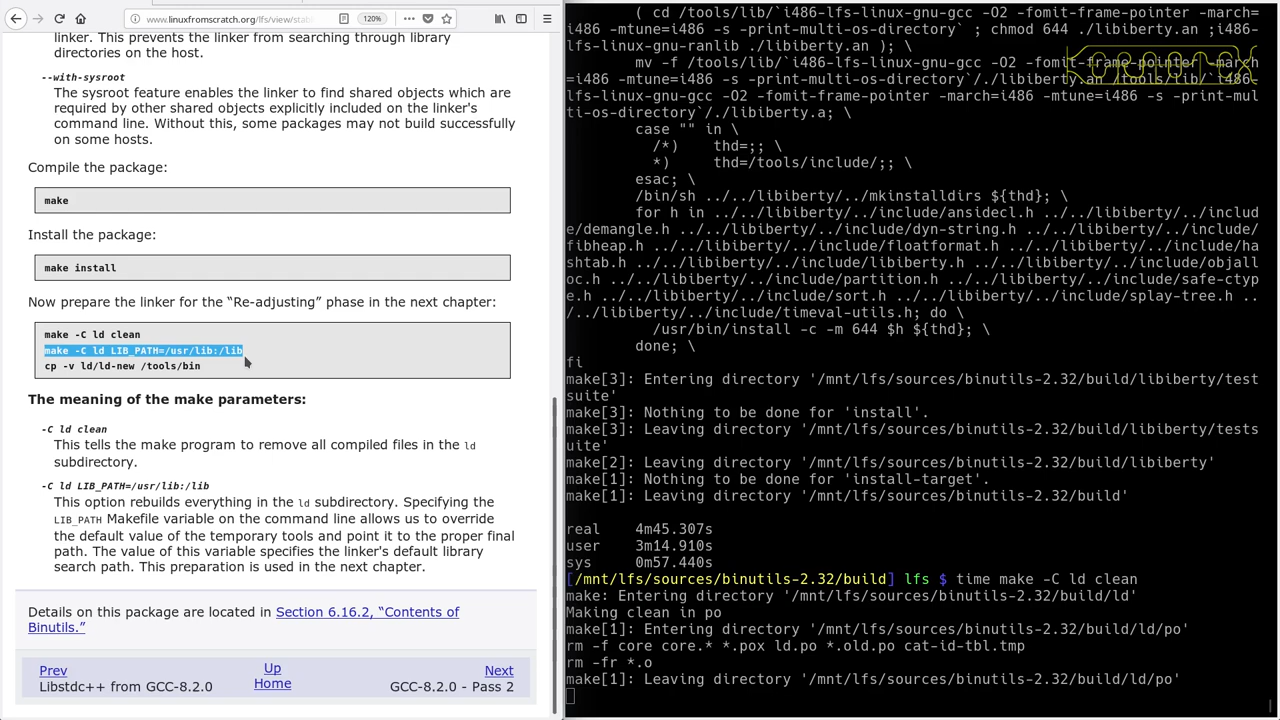 www.linuxfromscratch.org/lfs/view/stab
120%
linker. This prevents the linker from searching through library
directories on the host.
--with-sysroot
The sysroot feature enables the linker to find shared objects which are
required by other shared objects explicitly included on the linker's
command line. Without this, some packages may not build successfully
on some hosts.
Compile the package:
make
Install the package:
make install
Now prepare the linker for the “Re-adjusting” phase in the next chapter:
make -C ld clean
make -C ld LIB_PATH=/usr/lib:/lib
cp -v ld/ld-new /tools/bin
The meaning of the make parameters:
-C ld clean
This tells the make program to remove all compiled files in the ld
subdirectory.
-C ld LIB_PATH=/usr/lib:/lib
This option rebuilds everything in the ld subdirectory. Specifying the
LIB_PATH Makefile variable on the command line allows us to override
the default value of the temporary tools and point it to the proper final
path. The value of this variable specifies the linker's default library
search path. This preparation is used in the next chapter.
Details on this package are located in Section 6.16.2, “Contents of
Binutils.”
Prev
Libstdc++ from GCC-8.2.0
Up
Home
Next
GCC-8.2.0 - Pass 2
( cd /tools/lib/`i486-lfs-linux-gnu-gcc -O2 -fomit-frame-pointer -march=
i486 -mtune=i486 -s -print-multi-os-directory` ; chmod 644 ./libiberty.an ;i486-
lfs-linux-gnu-ranlib ./libiberty.an ); \
mv -f /tools/lib/`i486-lfs-linux-gnu-gcc -O2 -fomit-frame-pointer -march
=i486 -mtune=i486 -s -print-multi-os-directory`/./libiberty.an /tools/lib/`i486-
lfs-linux-gnu-gcc -O2 -fomit-frame-pointer -march=i486 -mtune=i486 -s -print-mul
ti-os-directory`/./libiberty.a; \
case "" in \
/*)    thd=;; \
*)     thd=/tools/include/;; \
esac; \
/bin/sh ../../libiberty/../mkinstalldirs ${thd}; \
for h in ../../libiberty/../include/ansidecl.h ../../libiberty/../includ
e/demangle.h ../../libiberty/../include/dyn-string.h ../../libiberty/../include/
fibheap.h ../../libiberty/../include/floatformat.h ../../libiberty/../include/ha
shtab.h ../../libiberty/../include/libiberty.h ../../libiberty/../include/objall
oc.h ../../libiberty/../include/partition.h ../../libiberty/../include/safe-ctyp
e.h ../../libiberty/../include/sort.h ../../libiberty/../include/splay-tree.h ..
/../libiberty/../include/timeval-utils.h; do \
/usr/bin/install -c -m 644 $h ${thd}; \
done; \
fi
make[3]: Entering directory '/mnt/lfs/sources/binutils-2.32/build/libiberty/test
suite'
make[3]: Nothing to be done for 'install'.
make[3]: Leaving directory '/mnt/lfs/sources/binutils-2.32/build/libiberty/tests
uite'
make[2]: Leaving directory '/mnt/lfs/sources/binutils-2.32/build/libiberty'
make[1]: Nothing to be done for 'install-target'.
make[1]: Leaving directory '/mnt/lfs/sources/binutils-2.32/build'
real    4m45.307s
user    3m14.910s
sys     0m57.440s
[/mnt/lfs/sources/binutils-2.32/build] lfs $ time make -C ld clean
make: Entering directory '/mnt/lfs/sources/binutils-2.32/build/ld'
Making clean in po
make[1]: Entering directory '/mnt/lfs/sources/binutils-2.32/build/ld/po'
rm -f core core.* *.pox ld.po *.old.po cat-id-tbl.tmp
rm -fr *.o
make[1]: Leaving directory '/mnt/lfs/sources/binutils-2.32/build/ld/po'